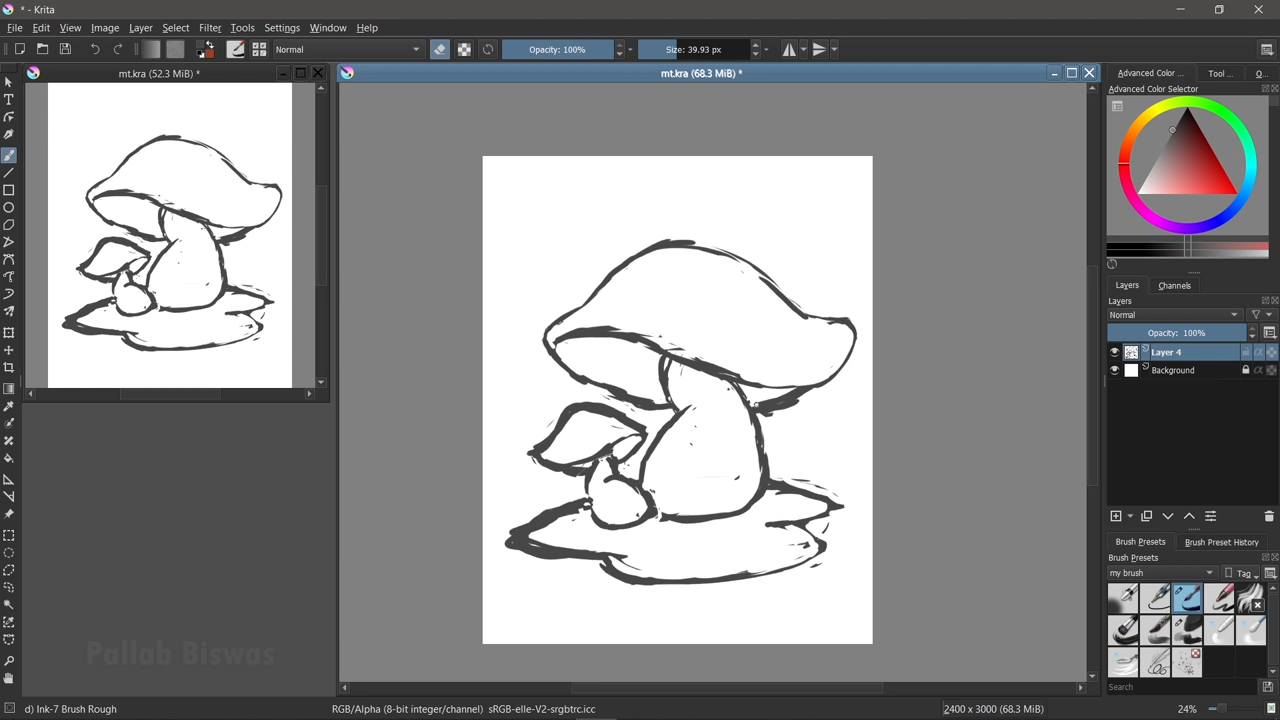 * - Krita
File Edit View Image Layer Select Filter Tools Settings Window Help
Normal Opacity: 100% Size: 39.93 px
mt.kra (52.3 MiB) *
mt.kra (68.3 MiB) *
Advanced Color ... Tool ... O...
Advanced Color Selector
Layers Channels
Layers
Normal
Opacity: 100%
Layer 4
Background
Brush Presets Brush Preset History
Brush Presets
my brush Tag
Search
Pallab Biswas
d) Ink-7 Brush Rough RGB/Alpha (8-bit integer/channel) sRGB-elle-V2-srgbtrc.icc 2400 x 3000 (68.3 MiB) 24%